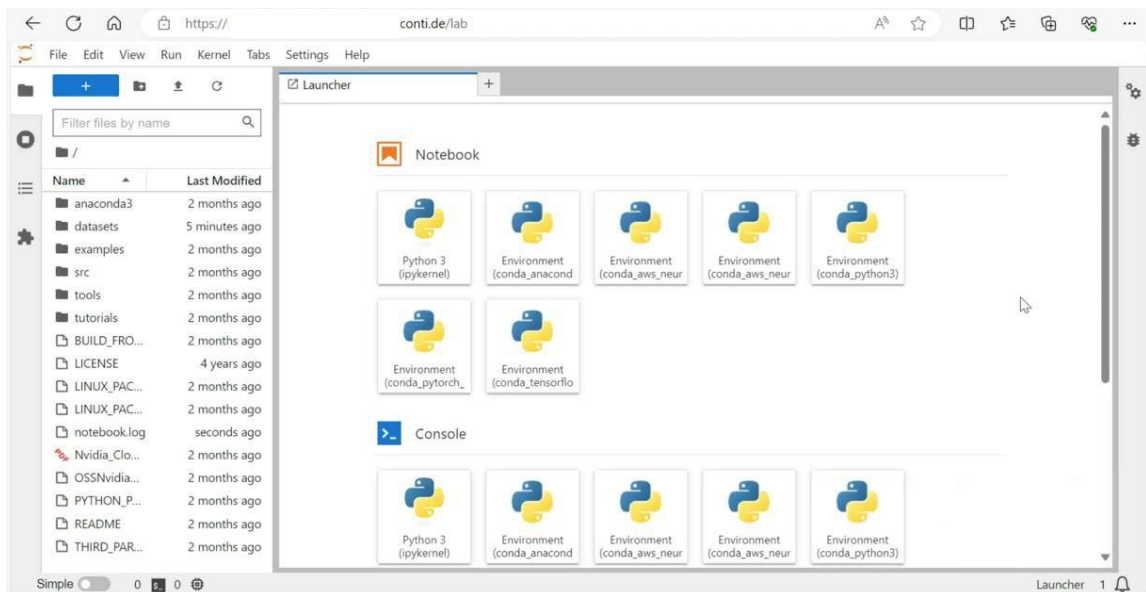 https:// conti.de/lab
File Edit View Run Kernel Tabs Settings Help
+
Launcher
+
Filter files by name
/
Name Last Modified
anaconda3 2 months ago
datasets 5 minutes ago
examples 2 months ago
src 2 months ago
tools 2 months ago
tutorials 2 months ago
BUILD_FRO... 2 months ago
LICENSE 4 years ago
LINUX_PAC... 2 months ago
LINUX_PAC... 2 months ago
notebook.log seconds ago
Nvidia_Clo... 2 months ago
OSSNvidia... 2 months ago
PYTHON_P... 2 months ago
README 2 months ago
THIRD_PAR... 2 months ago
Notebook
Python 3
(ipykernel)
Environment
(conda_anacond
Environment
(conda_aws_neur
Environment
(conda_aws_neur
Environment
(conda_python3)
Environment
(conda_pytorch_
Environment
(conda_tensorflo
Console
Python 3
(ipykernel)
Environment
(conda_anacond
Environment
(conda_aws_neur
Environment
(conda_aws_neur
Environment
(conda_python3)
Simple 0 0
Launcher 1